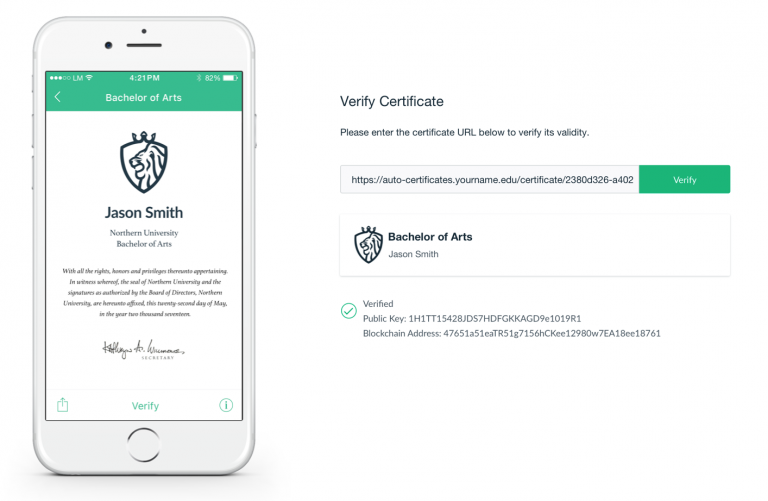 LM
4:21PM
82%
Bachelor of Arts
Jason Smith
Northern University
Bachelor of Arts
With all the rights, honors and privileges thereunto appertaining.
In witness whereof, the seal of Northern University and the
signatures as authorized by the Board of Directors, Northern
University, are hereunto affixed, this twenty-second day of May,
in the year two thousand seventeen.
SECRETARY
Verify
Verify Certificate
Please enter the certificate URL below to verify its validity.
https://auto-certificates.yourname.edu/certificate/2380d326-a402
Verify
Bachelor of Arts
Jason Smith
Verified
Public Key: 1H1TT15428JDS7HDFGKKAGD9e1019R1
Blockchain Address: 47651a51eaTR51g7156hCKee12980w7EA18ee18761